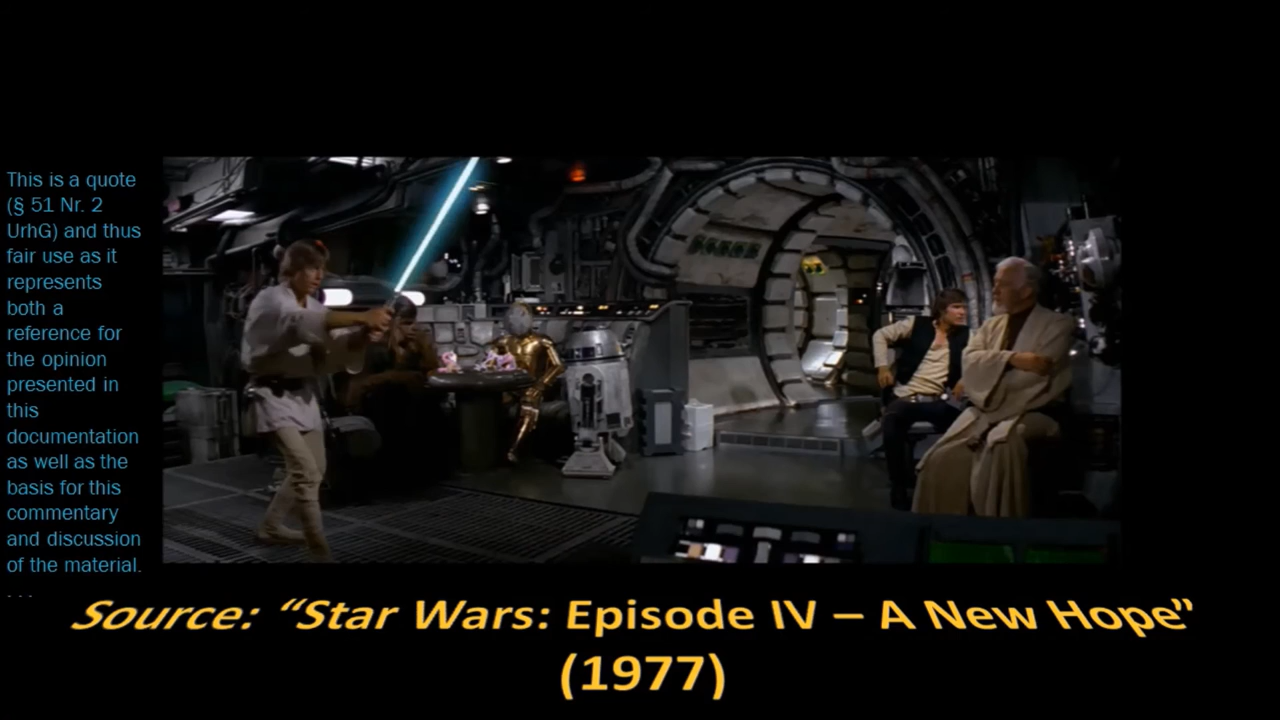 This is a quote
(§ 51 Nr. 2
UrhG) and thus
fair use as it
represents
both a
reference for
the opinion
presented in
this
documentation
as well as the
basis for this
commentary
and discussion
of the material.
...
Source: “Star Wars: Episode IV – A New Hope”
(1977)